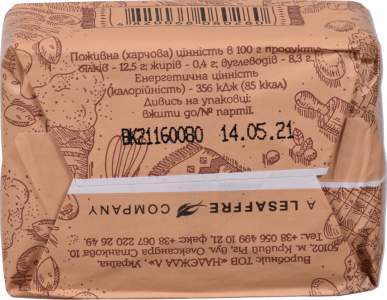 Поживна (харчова) цінність в 100 г продукту:
білків - 12,5 г; жирів - 0,4 г; вуглеводів - 8,3 г.
Енергетична цінність
(калорійність) - 356 кДж (85 ккал)
Дивись на упаковці:
вжити до/№ партії.
BK21160080 14.05.21
A LESAFFRE COMPANY
Виробник: ТОВ «НАДЕЖДА Л», Україна,
50102, м. Кривий Ріг, вул. Олександра Станкова, 10,
Тел. +38 056 499 10 21, факс +38 067 220 26 49.